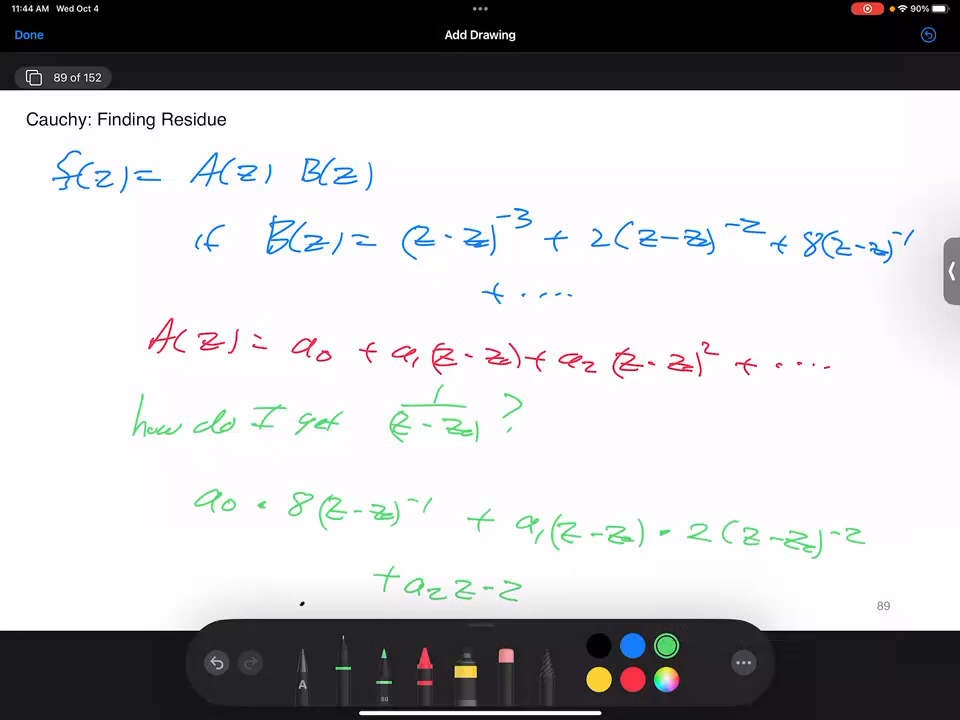 11:44 AM Wed Oct 4
90%
Done
Add Drawing
89 of 152
Cauchy: Finding Residue
f(z) = A(z) B(z)
if B(z) = (z-z₀)⁻³ + 2(z-z₀)⁻² + 8(z-z₀)⁻¹
+ ....
A(z) = a₀ + a₁(z-z₀) + a₂(z-z₀)² + ....
how do I get 1/(z-z₀) ?
a₀ · 8(z-z₀)⁻¹ + a₁(z-z₀) · 2(z-z₀)⁻²
+ a₂ z-z
89
A
50